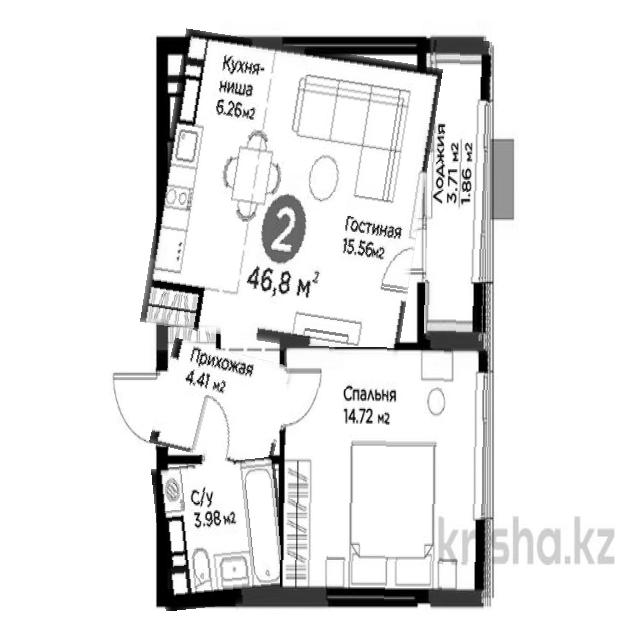 Кухня-
ниша
6.26м2
Лоджия
3.71 м2
1.86 м2
2
Гостиная
15.56м2
46,8 м²
Прихожая
4.41 м2
Спальня
14.72 м2
С/У
3.98 м2
krisha.kz